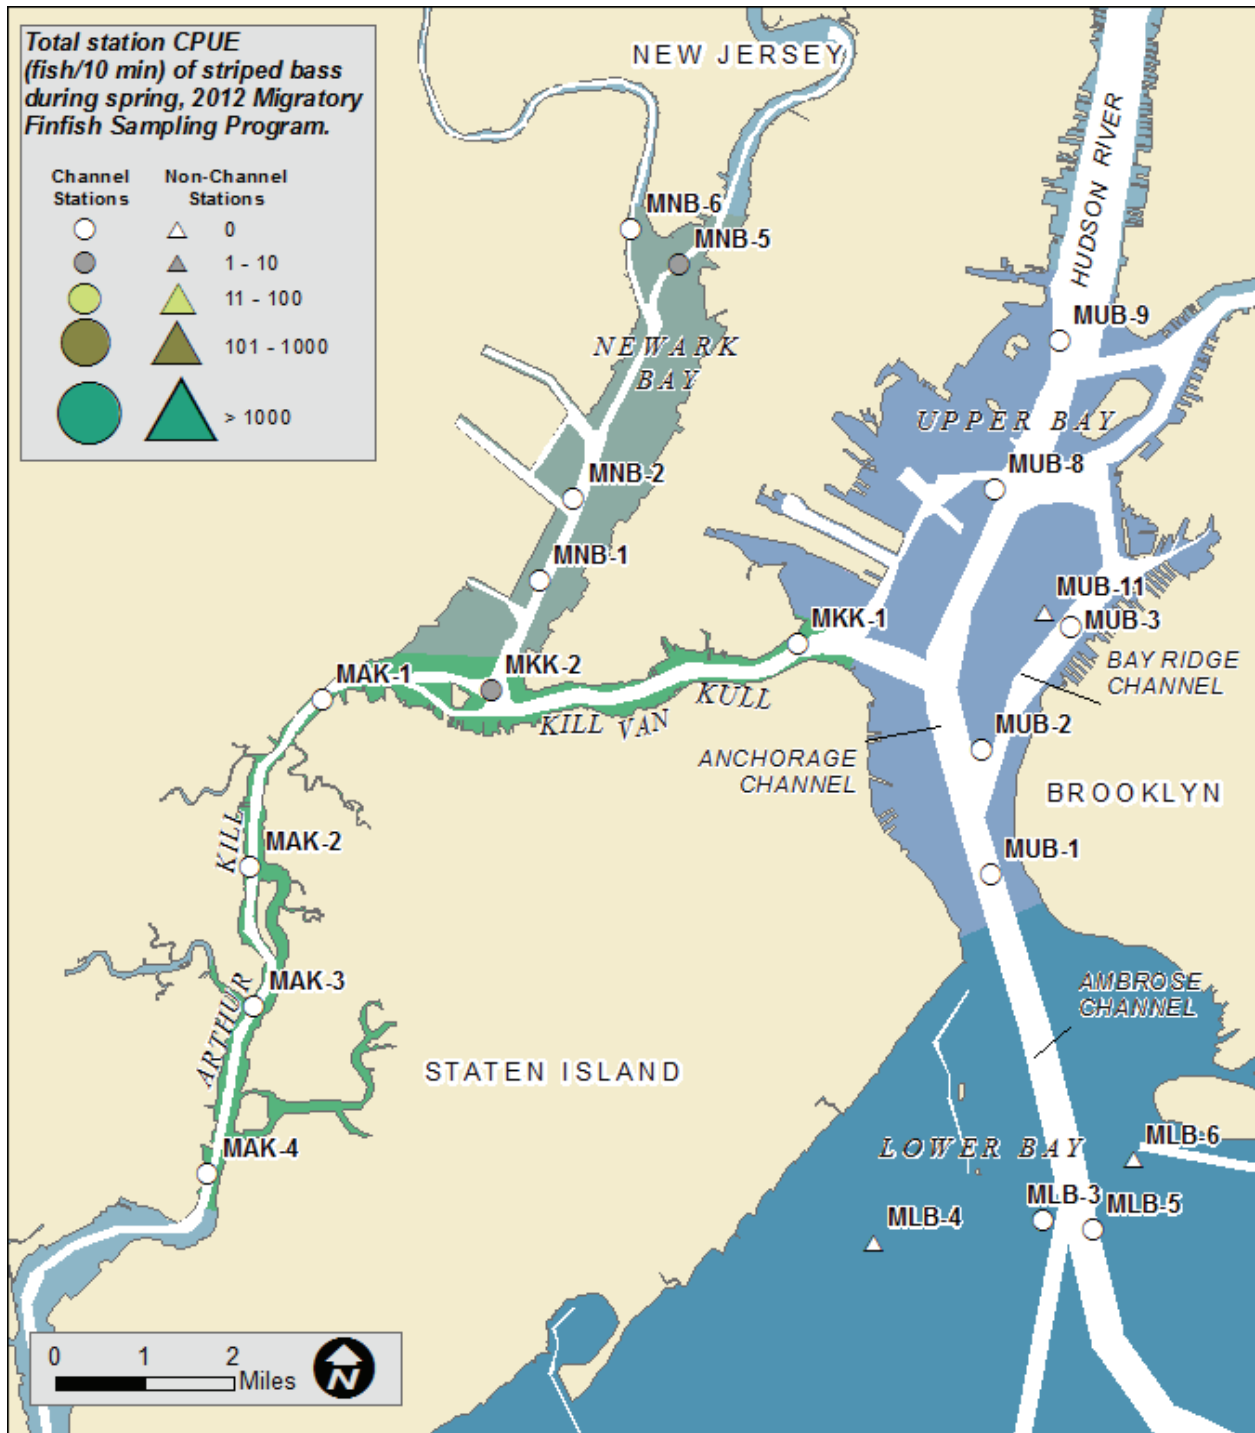 Total station CPUE
(fish/10 min) of striped bass
during spring, 2012 Migratory
Finfish Sampling Program.
Channel Stations
Non-Channel Stations
0
1 - 10
11 - 100
101 - 1000
> 1000
NEW JERSEY
HUDSON RIVER
MNB-6
MNB-5
MUB-9
NEWARK
BAY
UPPER BAY
MUB-8
MNB-2
MNB-1
MUB-11
MUB-3
MKK-1
BAY RIDGE
CHANNEL
MKK-2
MAK-1
KILL VAN KULL
MUB-2
ANCHORAGE
CHANNEL
BROOKLYN
MAK-2
MUB-1
ARTHUR KILL
MAK-3
AMBROSE
CHANNEL
STATEN ISLAND
MAK-4
LOWER BAY
MLB-6
MLB-3
MLB-5
MLB-4
0 1 2
Miles
N